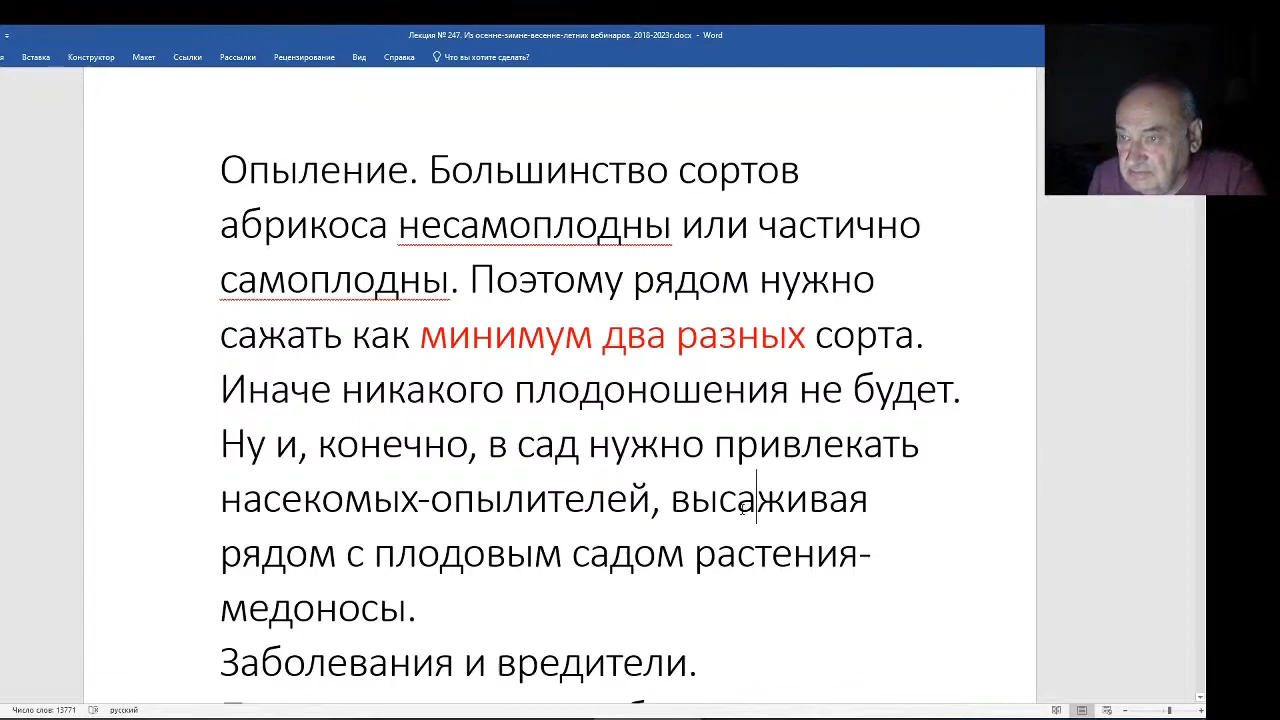 Лекция № 247. Из осенне-зимне-весенне-летних вебинаров. 2018-2023г.docx - Word
Вставка Конструктор Макет Ссылки Рассылки Рецензирование Вид Справка Что вы хотите сделать?
Опыление. Большинство сортов
абрикоса несамоплодны или частично
самоплодны. Поэтому рядом нужно
сажать как минимум два разных сорта.
Иначе никакого плодоношения не будет.
Ну и, конечно, в сад нужно привлекать
насекомых-опылителей, высаживая
рядом с плодовым садом растения-
медоносы.
Заболевания и вредители.
Число слов: 13771 русский